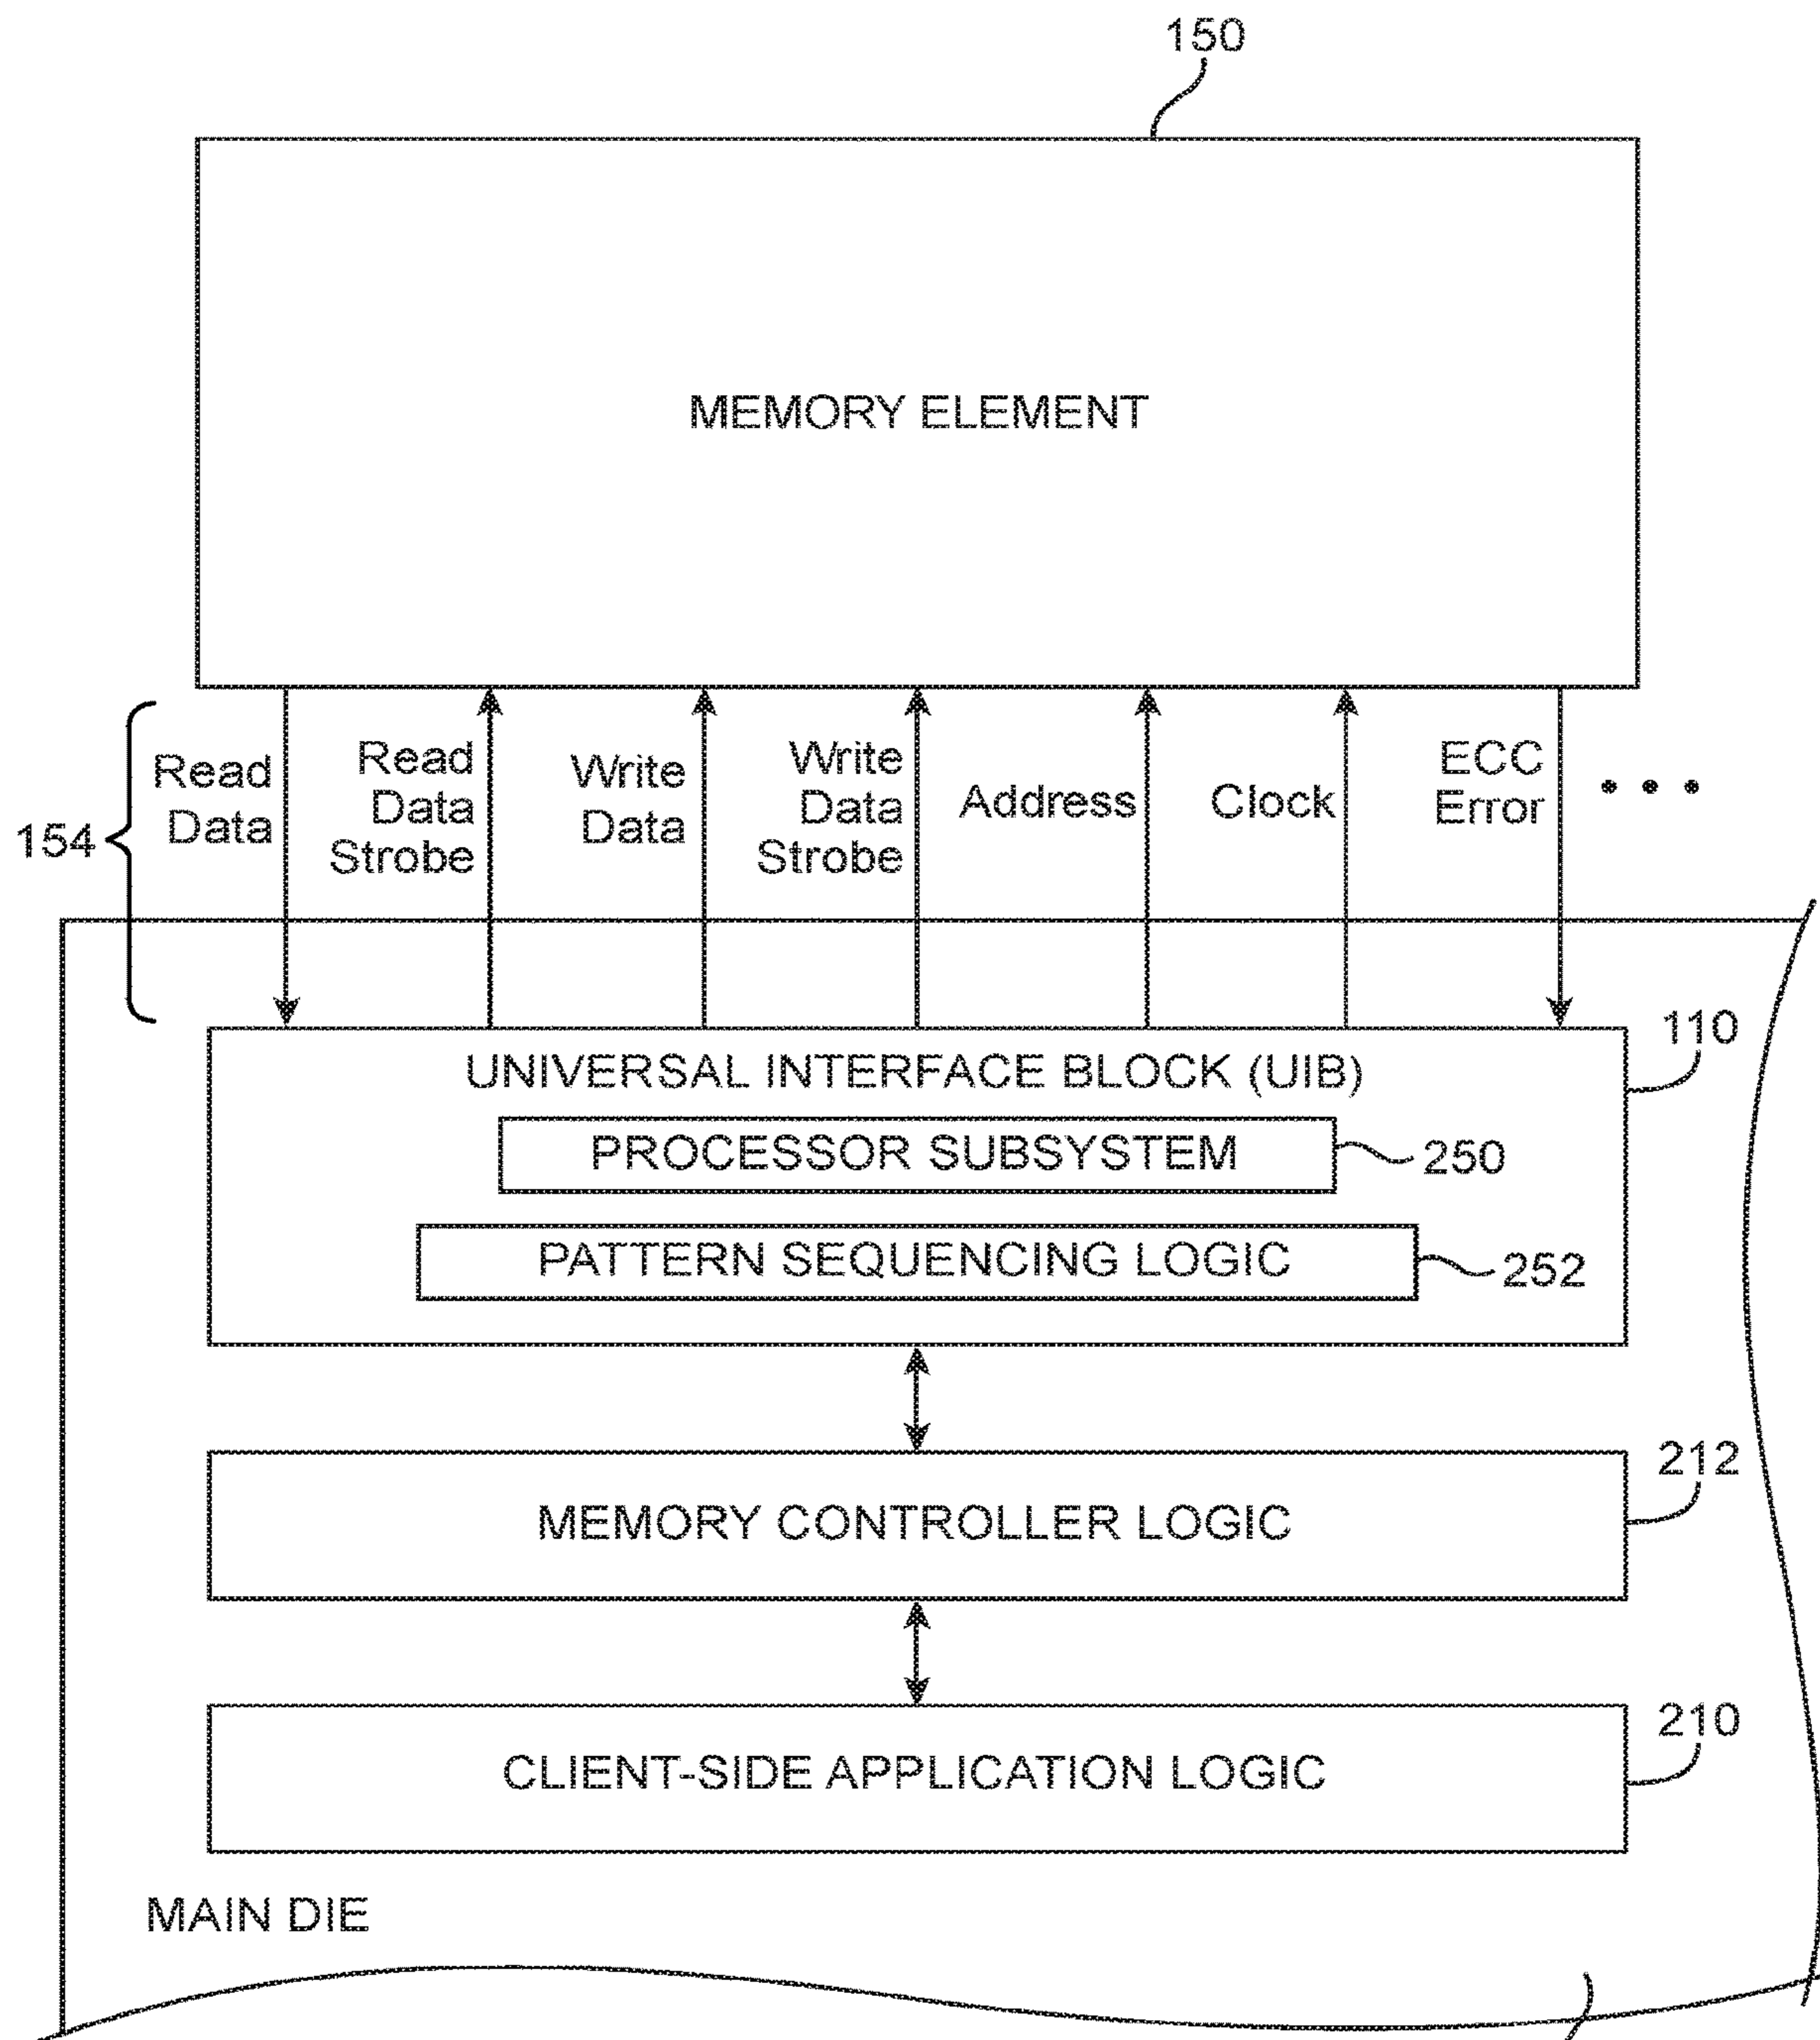 150
MEMORY ELEMENT
154
Read
Data
Read
Data
Strobe
Write
Data
Write
Data
Strobe
Address
Clock
ECC
Error
• • •
110
UNIVERSAL INTERFACE BLOCK (UIB)
PROCESSOR SUBSYSTEM
250
PATTERN SEQUENCING LOGIC
252
212
MEMORY CONTROLLER LOGIC
210
CLIENT-SIDE APPLICATION LOGIC
MAIN DIE